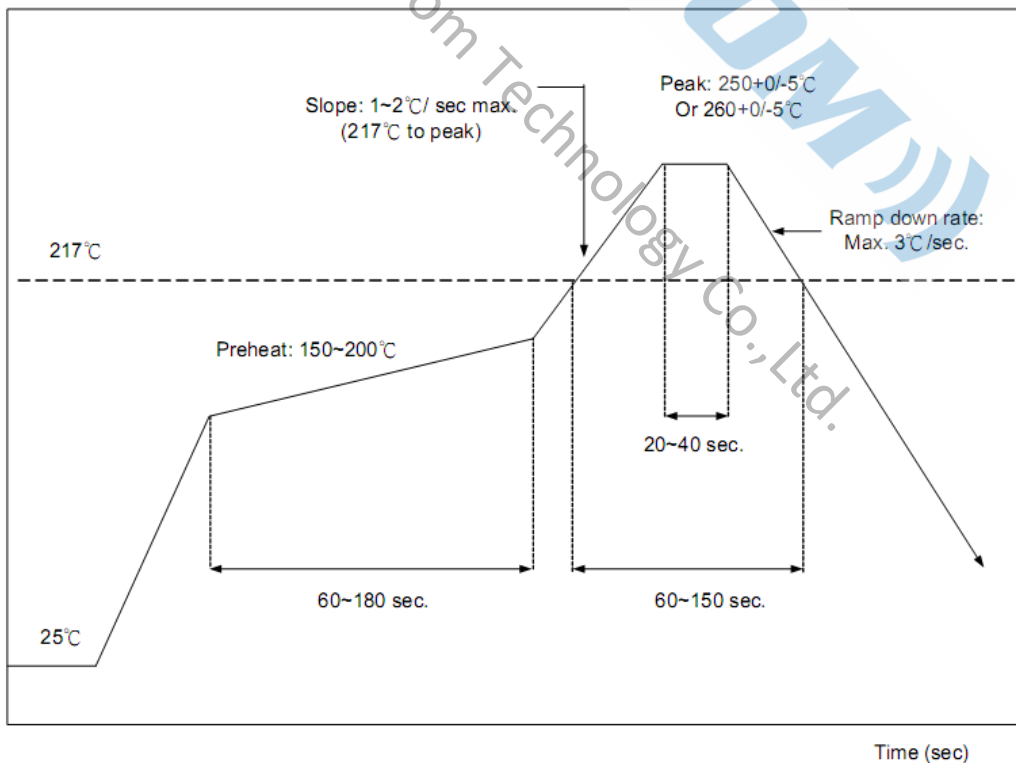 Slope: 1~2℃/ sec max.
(217℃ to peak)
Peak: 250+0/-5℃
Or 260+0/-5℃
Ramp down rate:
Max. 3℃/sec.
217℃
Preheat: 150~200℃
20~40 sec.
60~180 sec.
60~150 sec.
25℃
Time (sec)
Technology Co., Ltd.